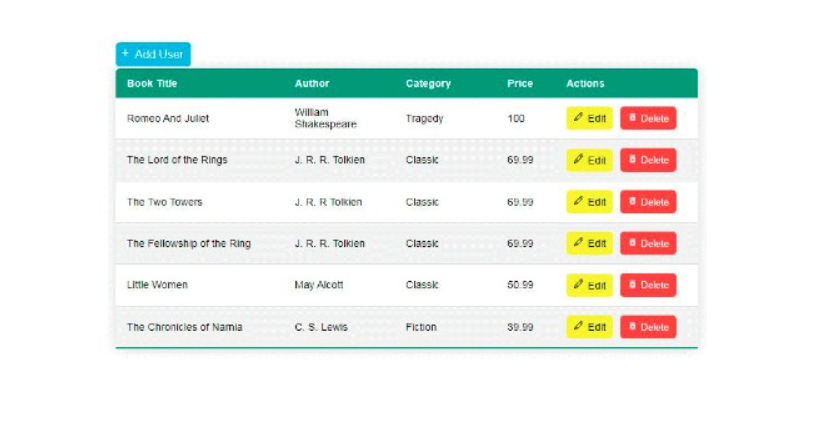 + Add User
Book Title Author Category Price Actions
Romeo And Juliet William Shakespeare Tragedy 100 Edit Delete
The Lord of the Rings J. R. R. Tolkien Classic 69.99 Edit Delete
The Two Towers J. R. R Tolkien Classic 69.99 Edit Delete
The Fellowship of the Ring J. R. R. Tolkien Classic 69.99 Edit Delete
Little Women May Alcott Classic 50.99 Edit Delete
The Chronicles of Narnia C. S. Lewis Fiction 39.99 Edit Delete